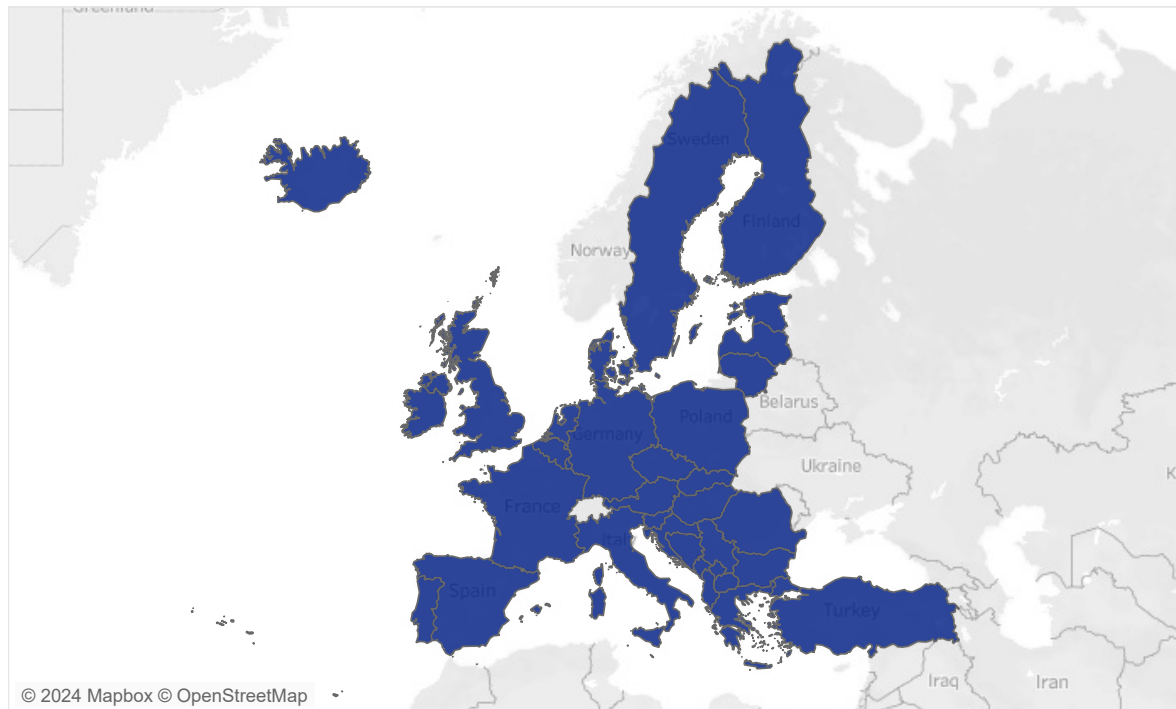 Greenland
Sweden
Finland
Norway
Belarus
Poland
Germany
Ukraine
France
Italy
Spain
Turkey
Iraq
Iran
K
© 2024 Mapbox © OpenStreetMap